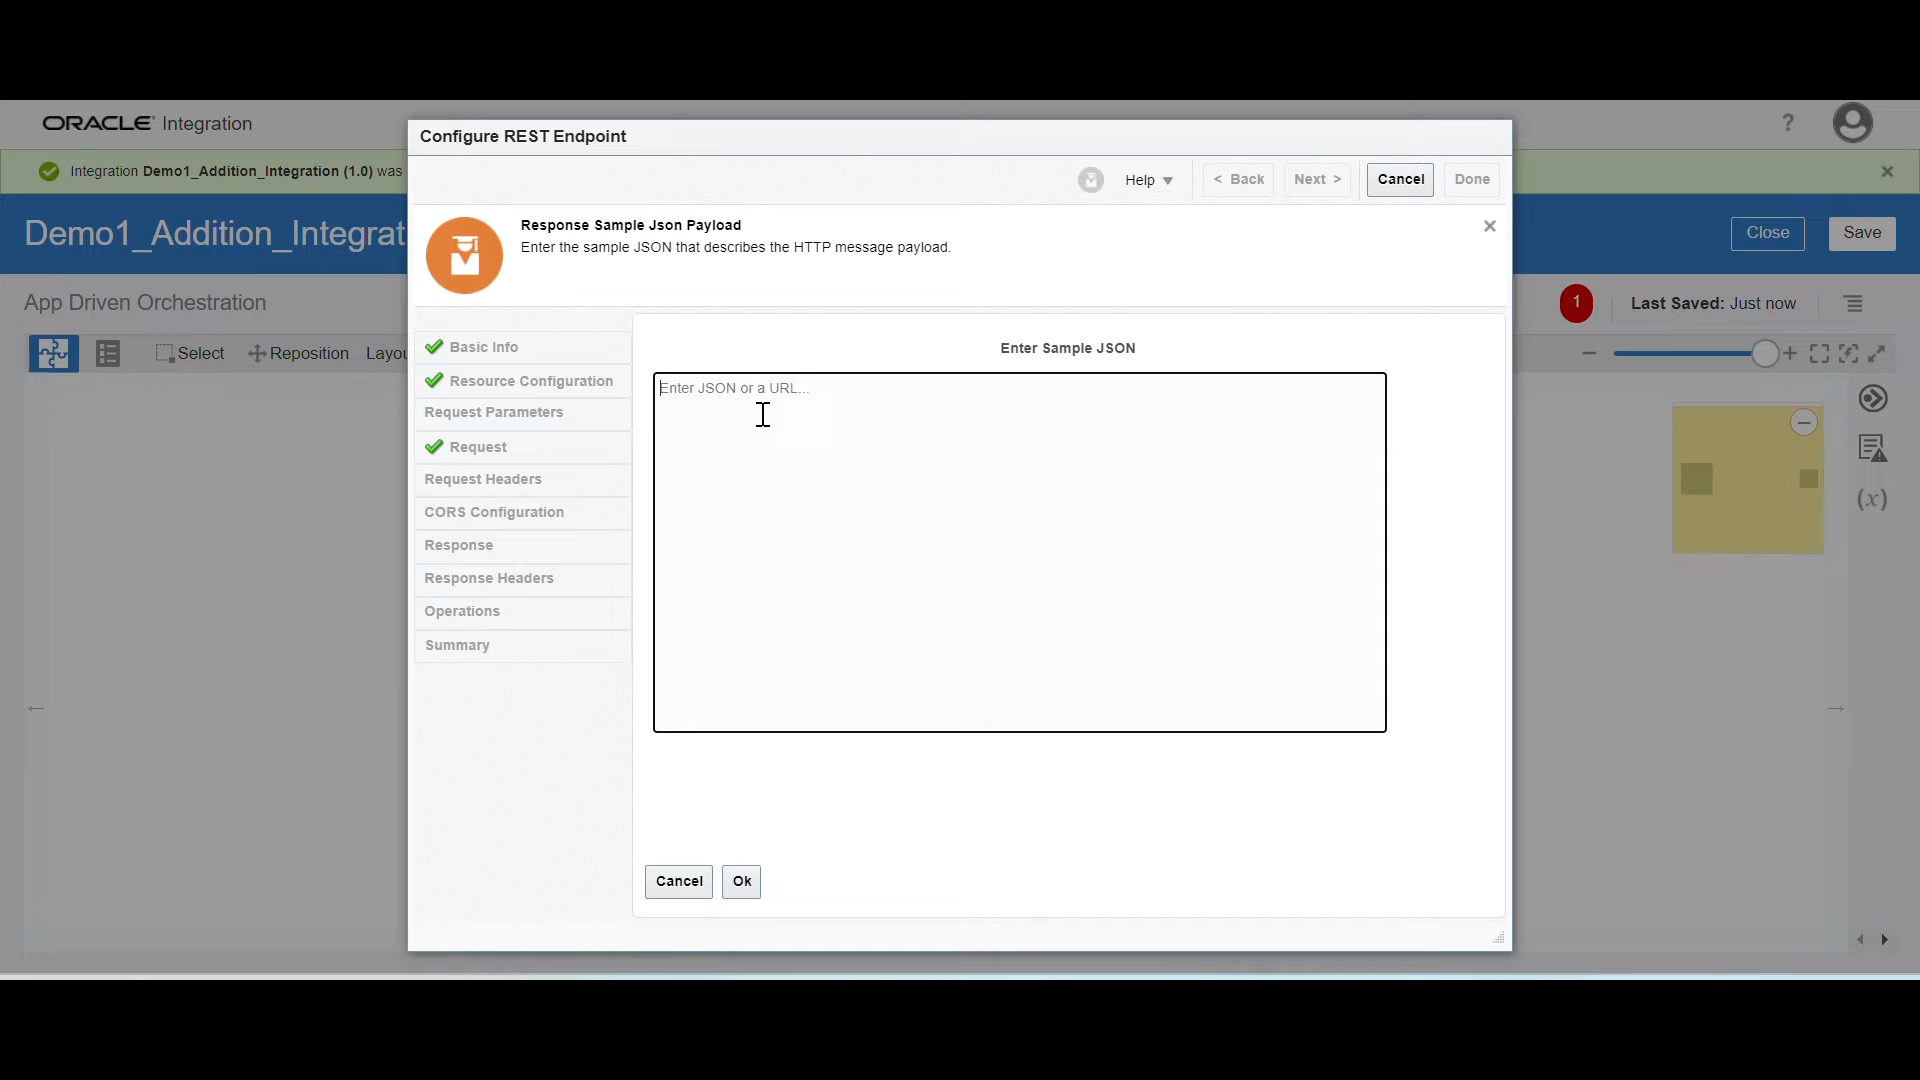 ORACLE Integration
Configure REST Endpoint
?
Integration Demo1_Addition_Integration (1.0) was
Help
< Back
Next >
Cancel
Done
Response Sample Json Payload
Enter the sample JSON that describes the HTTP message payload.
Demo1_Addition_Integrat
Close
Save
App Driven Orchestration
1
Last Saved: Just now
Select
Reposition
Layou
Basic Info
Resource Configuration
Request Parameters
Request
Request Headers
CORS Configuration
Response
Response Headers
Operations
Summary
Enter Sample JSON
Enter JSON or a URL...
(x)
Cancel
Ok